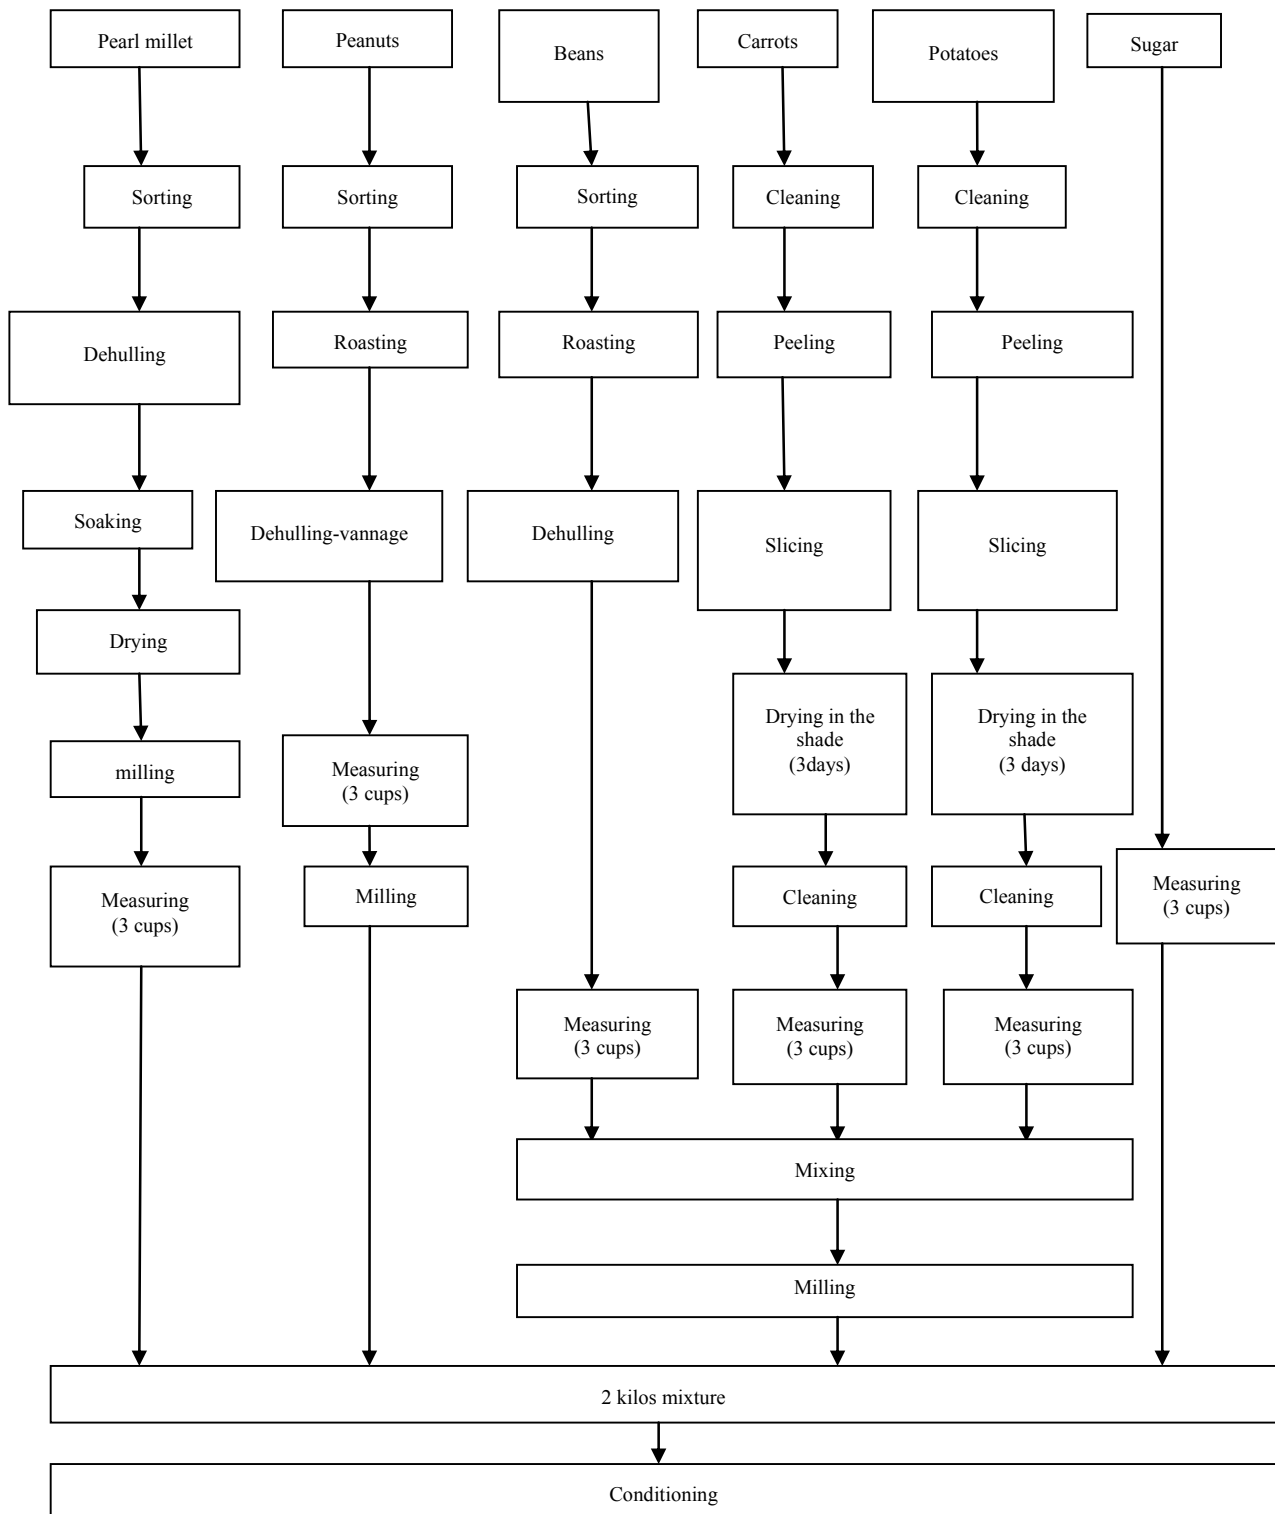 Pearl millet
Peanuts
Beans
Carrots
Potatoes
Sugar
Sorting
Sorting
Sorting
Cleaning
Cleaning
Dehulling
Roasting
Roasting
Peeling
Peeling
Soaking
Dehulling-vannage
Dehulling
Slicing
Slicing
Drying
Drying in the
shade
(3days)
Drying in the
shade
(3 days)
milling
Measuring
(3 cups)
Measuring
(3 cups)
Milling
Cleaning
Cleaning
Measuring
(3 cups)
Measuring
(3 cups)
Measuring
(3 cups)
Measuring
(3 cups)
Mixing
Milling
2 kilos mixture
Conditioning